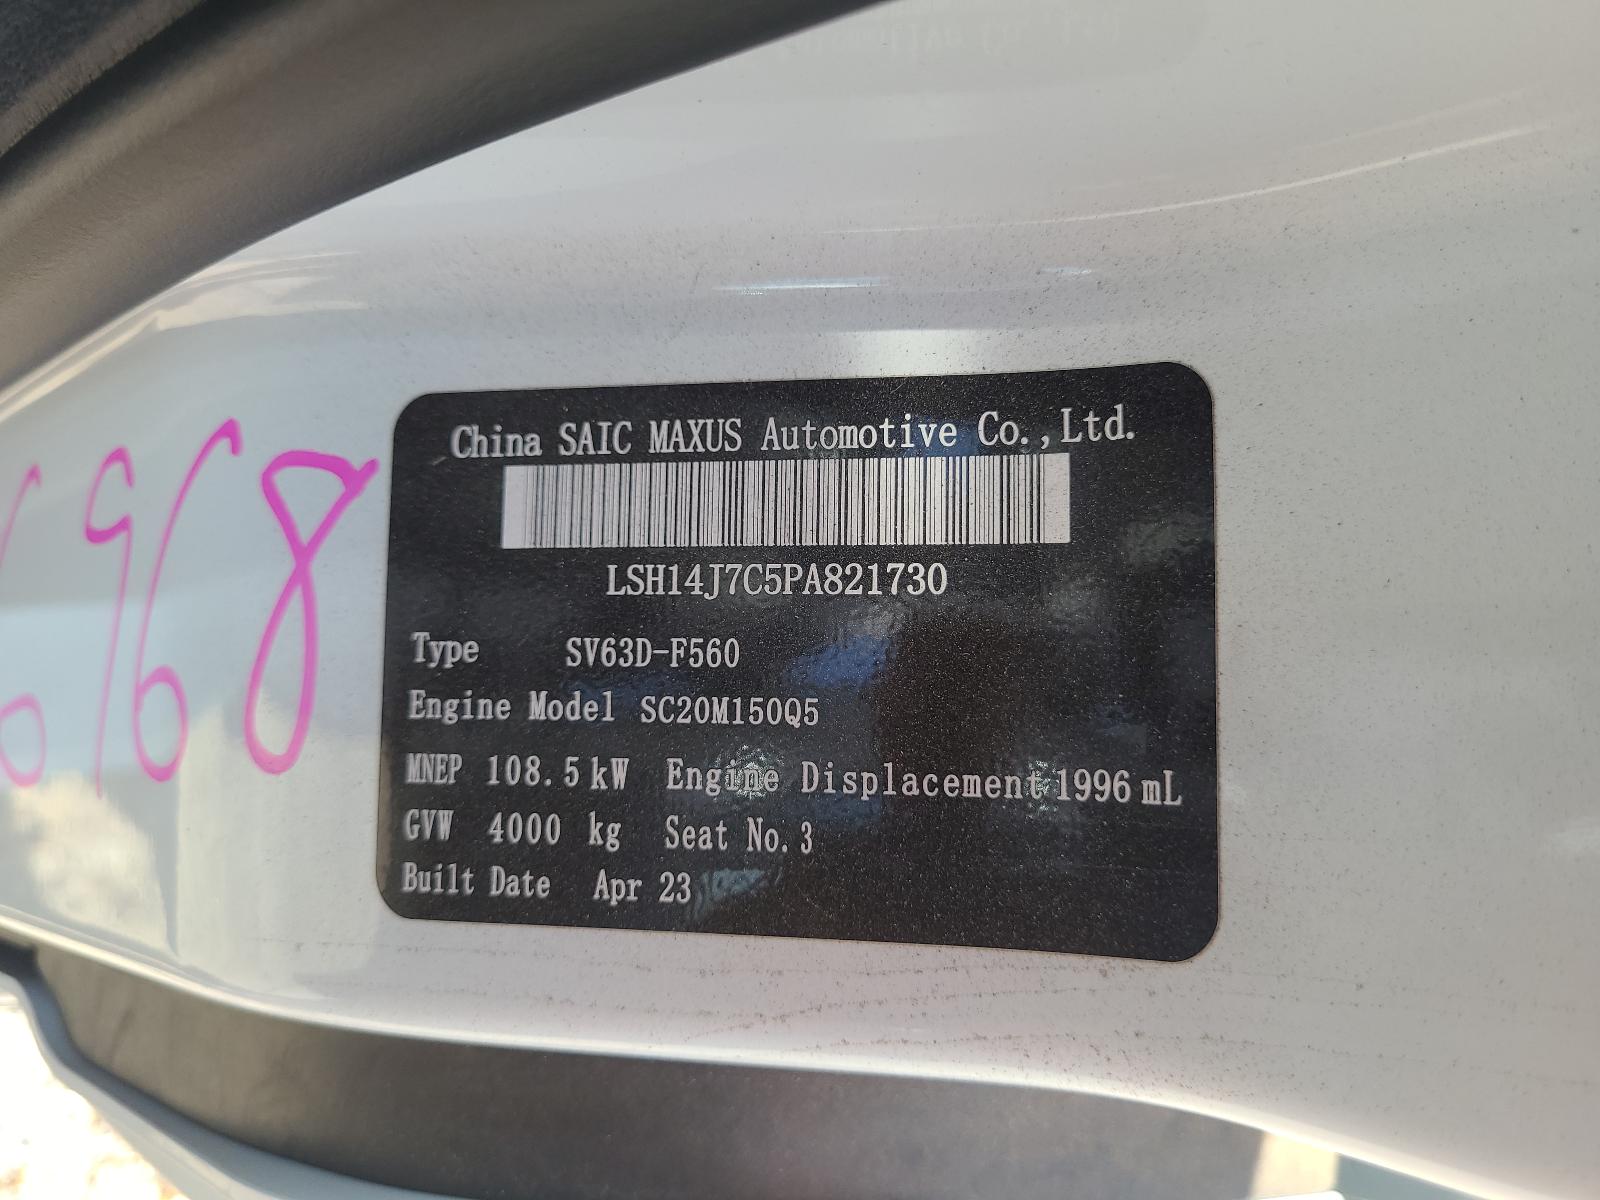 China SAIC MAXUS Automotive Co.,Ltd.
LSH14J7C5PA821730
Type SV63D-F560
Engine Model SC20M150Q5
MNEP 108.5 kW Engine Displacement 1996 mL
GVW 4000 kg Seat No. 3
Built Date Apr 23
6968